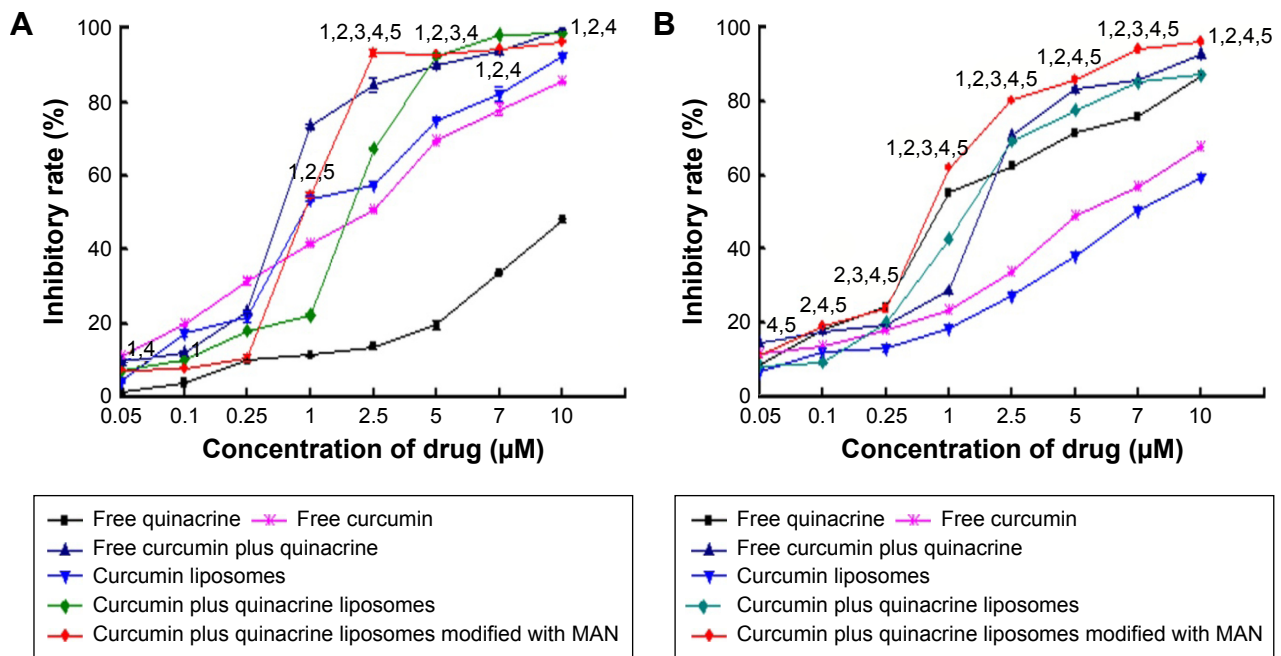 A
100
80
60
40
20
0
Inhibitory rate (%)
1,4
1
1,2,5
1,2,3,4,5
1,2,3,4
1,2,4
1,2,4
0.05 0.1 0.25 1 2.5 5 7 10
Concentration of drug (µM)
Free quinacrine Free curcumin
Free curcumin plus quinacrine
Curcumin liposomes
Curcumin plus quinacrine liposomes
Curcumin plus quinacrine liposomes modified with MAN
B
100
80
60
40
20
0
Inhibitory rate (%)
4,5
2,4,5
2,3,4,5
1,2,3,4,5
1,2,3,4,5
1,2,4,5
1,2,3,4,5
1,2,4,5
0.05 0.1 0.25 1 2.5 5 7 10
Concentration of drug (µM)
Free quinacrine Free curcumin
Free curcumin plus quinacrine
Curcumin liposomes
Curcumin plus quinacrine liposomes
Curcumin plus quinacrine liposomes modified with MAN